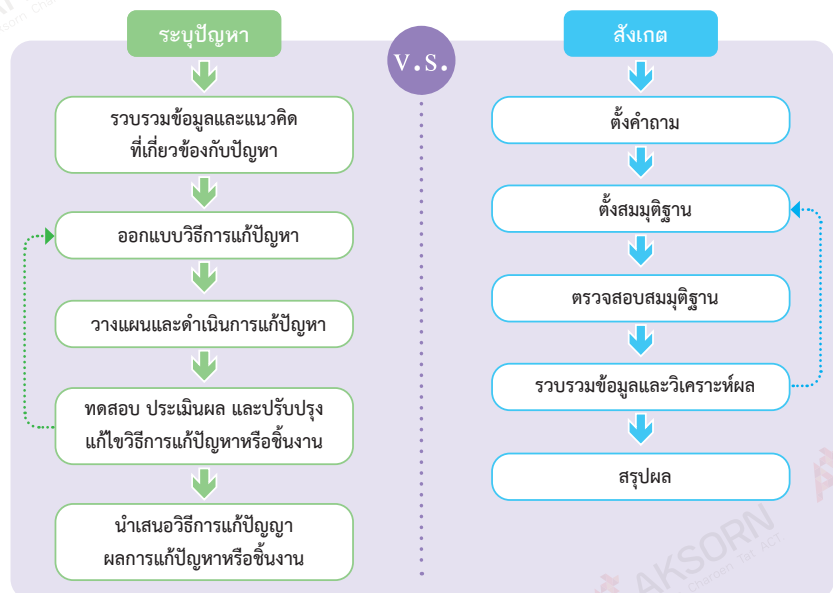 ระบุปัญหา
รวบรวมข้อมูลและแนวคิด
ที่เกี่ยวข้องกับปัญหา
ออกแบบวิธีการแก้ปัญหา
วางแผนและดำเนินการแก้ปัญหา
ทดสอบ ประเมินผล และปรับปรุง
แก้ไขวิธีการแก้ปัญหาหรือชิ้นงาน
นำเสนอวิธีการแก้ปัญญา
ผลการแก้ปัญหาหรือชิ้นงาน
v.s.
สังเกต
ตั้งคำถาม
ตั้งสมมุติฐาน
ตรวจสอบสมมุติฐาน
รวบรวมข้อมูลและวิเคราะห์ผล
สรุปผล
AKSORN
Charoen Tat ACT